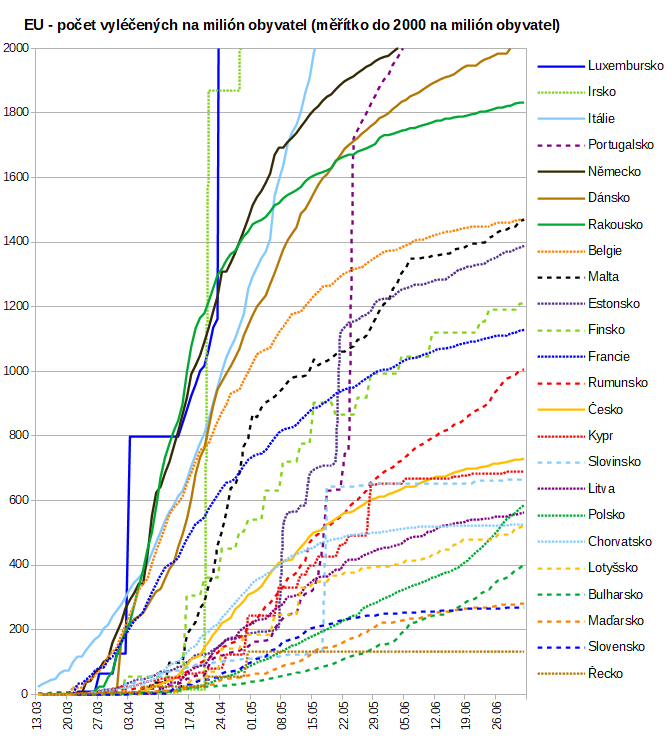 EU - počet vyléčených na milión obyvatel (měřítko do 2000 na milión obyvatel)
2000
1800
1600
1400
1200
1000
800
600
400
200
0
13.03
20.03
27.03
03.04
10.04
17.04
24.04
01.05
08.05
15.05
22.05
29.05
05.06
12.06
19.06
26.06
Luxembursko
Irsko
Itálie
Portugalsko
Německo
Dánsko
Rakousko
Belgie
Malta
Estonsko
Finsko
Francie
Rumunsko
Česko
Kypr
Slovinsko
Litva
Polsko
Chorvatsko
Lotyšsko
Bulharsko
Maďarsko
Slovensko
Řecko